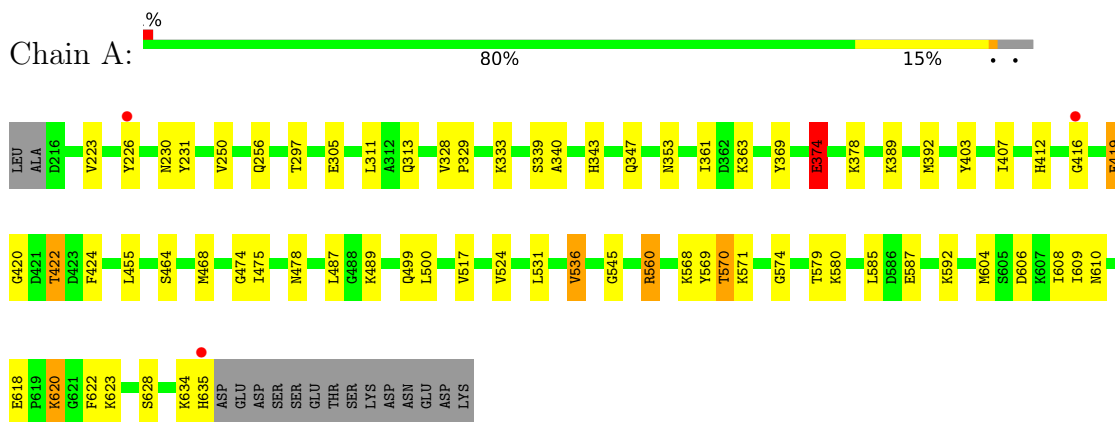 .%
Chain A:
80% 15% • •
LEU ALA D216 V223 Y226 N230 Y231 V250 Q256 T297 E305 L311 A312 Q313 V328 P329 K333 S339 A340 H343 Q347 N353 I361 D362 K363 Y369 E374 K378 K389 M392 Y403 I407 H412 G416 E419
G420 D421 T422 D423 F424 L455 S464 M468 G474 I475 N478 L487 G488 K489 Q499 L500 V517 V524 L531 V536 G545 R560 K568 Y569 T570 K571 G574 T579 K580 L585 D586 E587 K592 M604 S605 D606 K607 I608 I609 N610
E618 P619 K620 G621 F622 K623 S628 K634 H635 ASP GLU ASP ASP SER SER GLU THR SER LYS ASP ASN GLU ASP LYS